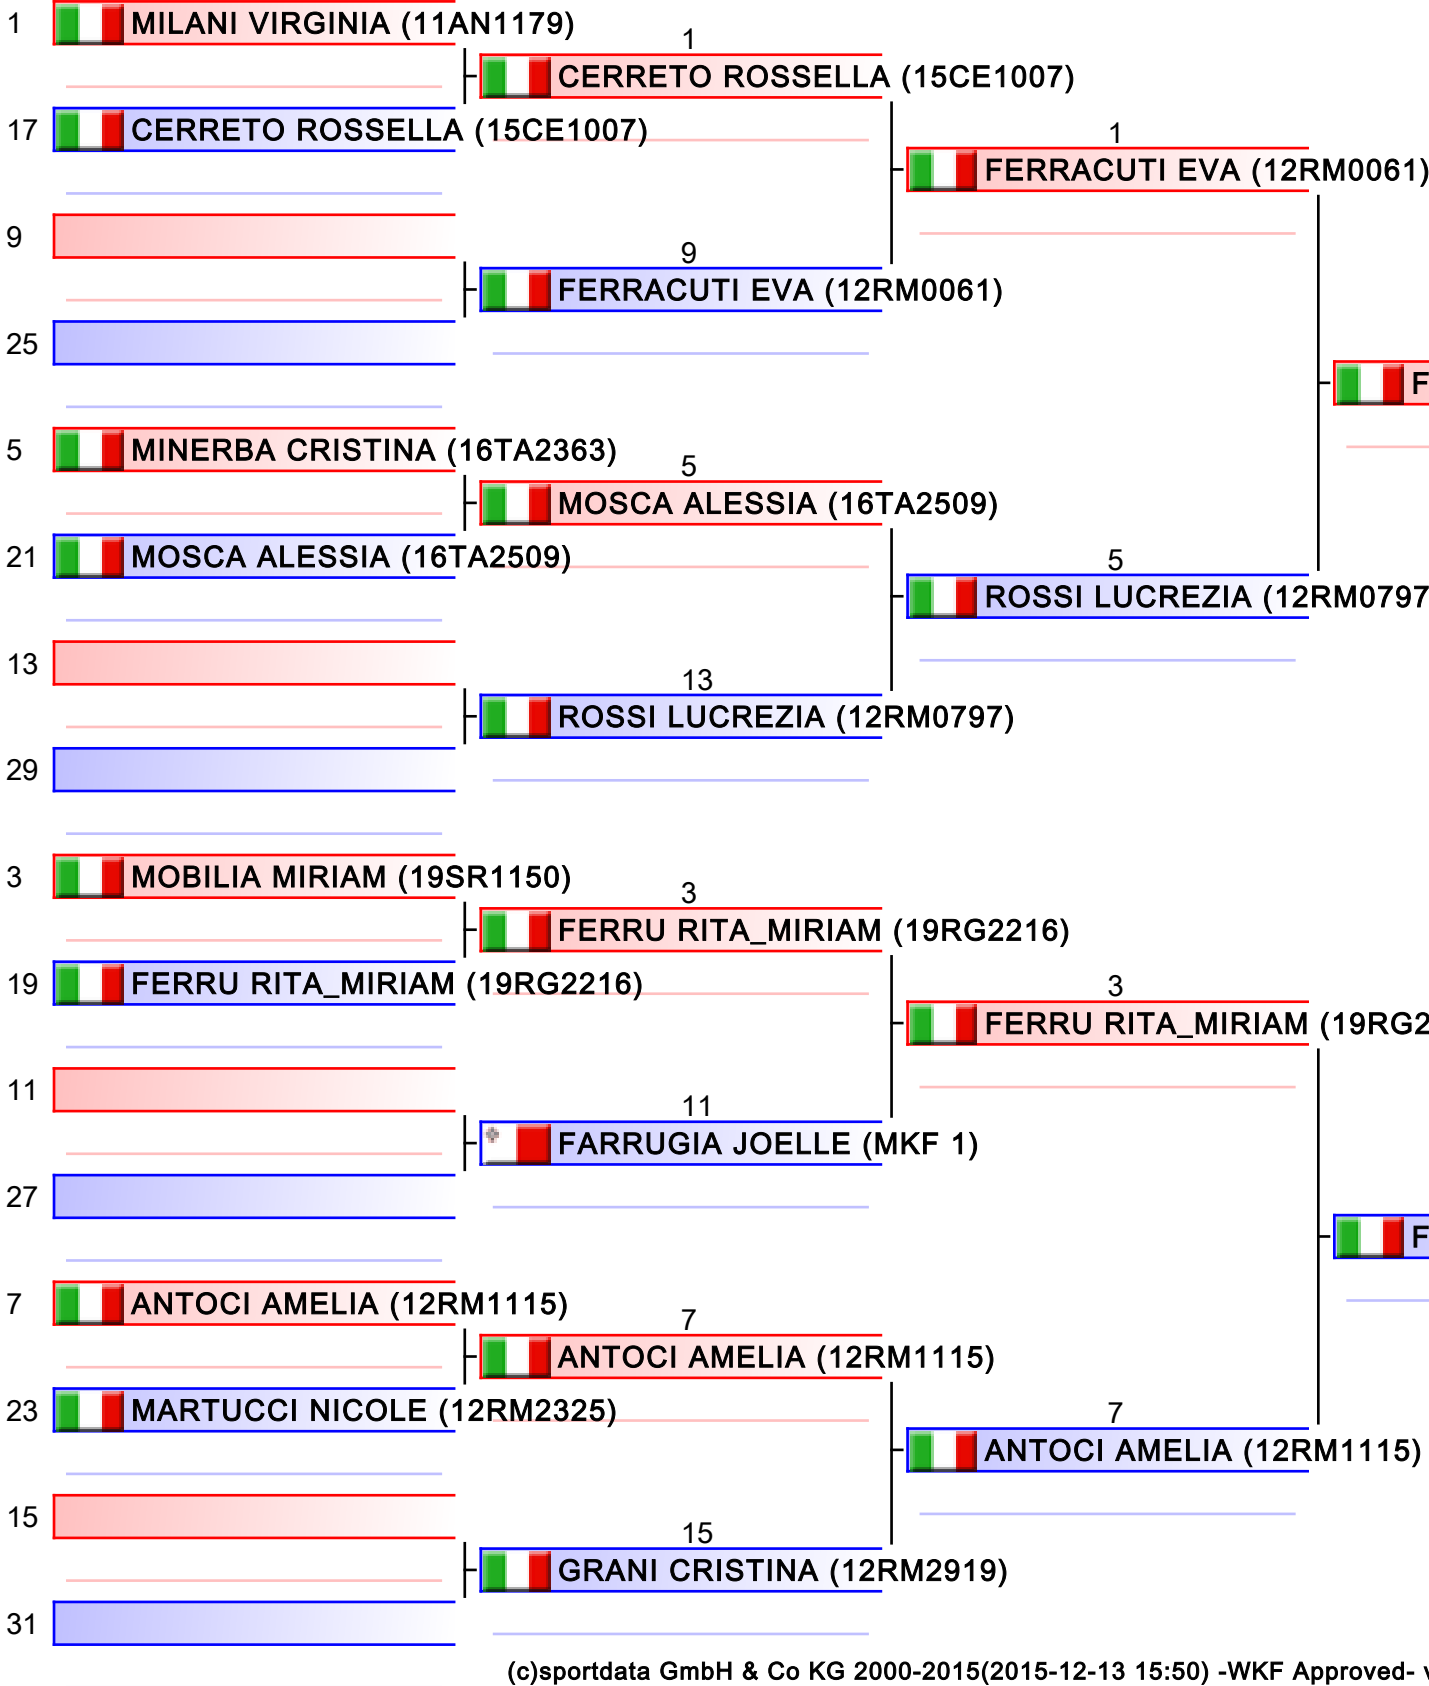 1 MILANI VIRGINIA (11AN1179)
1
CERRETO ROSSELLA (15CE1007)
17 CERRETO ROSSELLA (15CE1007)
1
FERRACUTI EVA (12RM0061)
9
9
FERRACUTI EVA (12RM0061)
25
F
5 MINERBA CRISTINA (16TA2363)
5
MOSCA ALESSIA (16TA2509)
21 MOSCA ALESSIA (16TA2509)
5
ROSSI LUCREZIA (12RM0797
13
13
ROSSI LUCREZIA (12RM0797)
29
3 MOBILIA MIRIAM (19SR1150)
3
FERRU RITA_MIRIAM (19RG2216)
19 FERRU RITA_MIRIAM (19RG2216)
3
FERRU RITA_MIRIAM (19RG2
11
11
FARRUGIA JOELLE (MKF 1)
27
F
7 ANTOCI AMELIA (12RM1115)
7
ANTOCI AMELIA (12RM1115)
23 MARTUCCI NICOLE (12RM2325)
7
ANTOCI AMELIA (12RM1115)
15
15
GRANI CRISTINA (12RM2919)
31
(c)sportdata GmbH & Co KG 2000-2015(2015-12-13 15:50) -WKF Approved- v